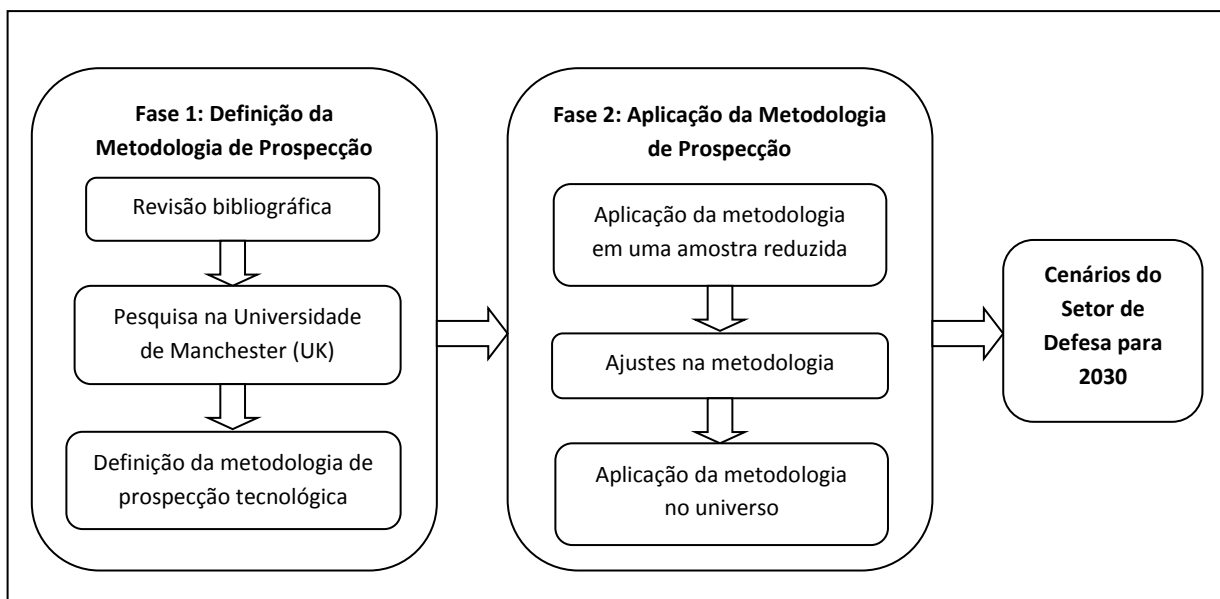 Fase 1: Definição da
Metodologia de Prospecção
Revisão bibliográfica
Pesquisa na Universidade
de Manchester (UK)
Definição da metodologia de
prospecção tecnológica
Fase 2: Aplicação da Metodologia
de Prospecção
Aplicação da metodologia
em uma amostra reduzida
Ajustes na metodologia
Aplicação da metodologia
no universo
Cenários do
Setor de
Defesa para
2030